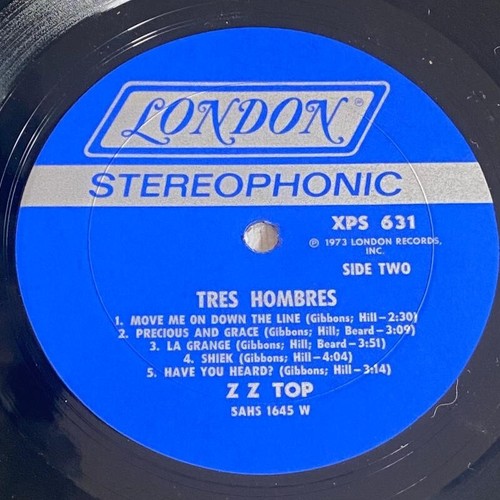 LONDON®
STEREOPHONIC
XPS 631
℗ 1973 LONDON RECORDS,
INC.
SIDE TWO
TRES HOMBRES
1. MOVE ME ON DOWN THE LINE (Gibbons; Hill–2:30)
2. PRECIOUS AND GRACE (Gibbons; Hill; Beard–3:09)
3. LA GRANGE (Gibbons; Hill; Beard–3:51)
4. SHIEK (Gibbons; Hill–4:04)
5. HAVE YOU HEARD? (Gibbons; Hill–3:14)
Z Z TOP
SAHS 1645 W